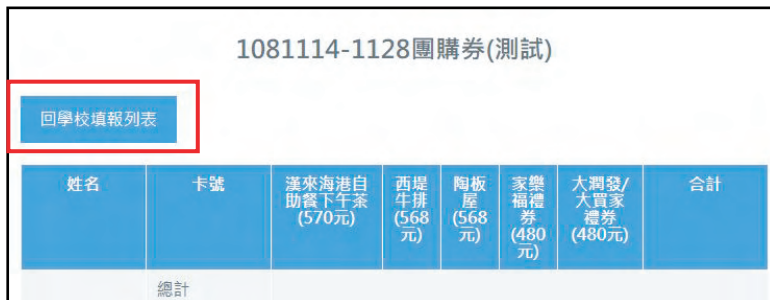 1081114-1128團購券(測試)
回學校填報列表
姓名
卡號
漢來海港自
助餐下午茶
(570元)
西堤
牛排
(568
元)
陶板
屋
(568
元)
家樂
福禮
券
(480
元)
大潤發/
大買家
禮券
(480元)
合計
總計